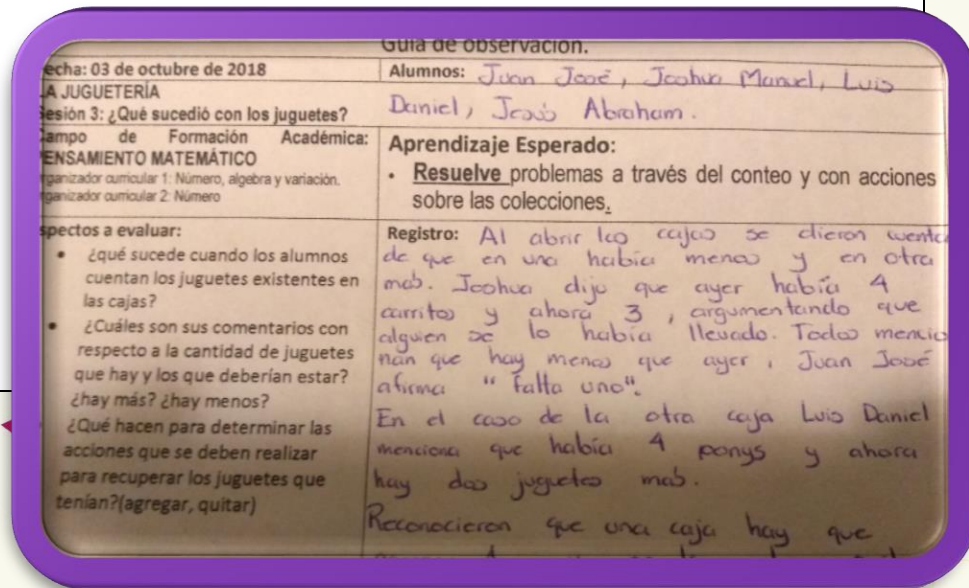 Guía de observación.
echa: 03 de octubre de 2018
LA JUGUETERÍA
Sesión 3: ¿Qué sucedió con los juguetes?
Alumnos: Juan José, Joshua Manuel, Luis
Daniel, Jesús Abraham.
Campo de Formación Académica:
PENSAMIENTO MATEMÁTICO
rganizador curricular 1: Número, algebra y variación.
rganizador curricular 2: Número
Aprendizaje Esperado:
• Resuelve problemas a través del conteo y con acciones
sobre las colecciones.
spectos a evaluar:
• ¿qué sucede cuando los alumnos
cuentan los juguetes existentes en
las cajas?
• ¿Cuáles son sus comentarios con
respecto a la cantidad de juguetes
que hay y los que deberían estar?
¿hay más? ¿hay menos?
¿Qué hacen para determinar las
acciones que se deben realizar
para recuperar los juguetes que
tenían?(agregar, quitar)
Registro: Al abrir las cajas se dieron cuenta
de que en una había menos y en otra
mas. Joshua dijo que ayer había 4
carritos y ahora 3, argumentando que
alguien se lo había llevado. Todos mencio
nan que hay menos que ayer, Juan José
afirma "Falta uno".
En el caso de la otra caja Luis Daniel
menciona que había 4 ponys y ahora
hay dos juguetes mas.
Reconocieron que una caja hay que